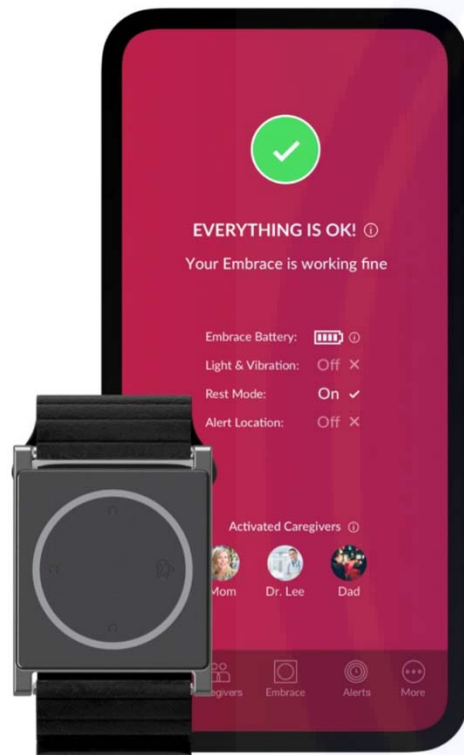 EVERYTHING IS OK!
Your Embrace is working fine
Embrace Battery:
Light & Vibration: Off
Rest Mode: On
Alert Location: Off
Activated Caregivers
Mom Dr. Lee Dad
Embrace Alerts More